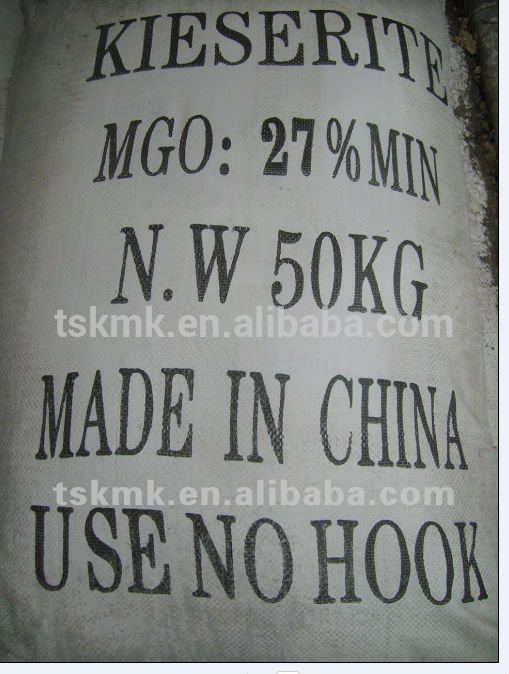 KIESERITE
MGO: 27%MIN
N.W 50KG
tskmk.en.alibaba.com
MADE IN CHINA
tskmk.en.alibaba.com
USE NO HOOK